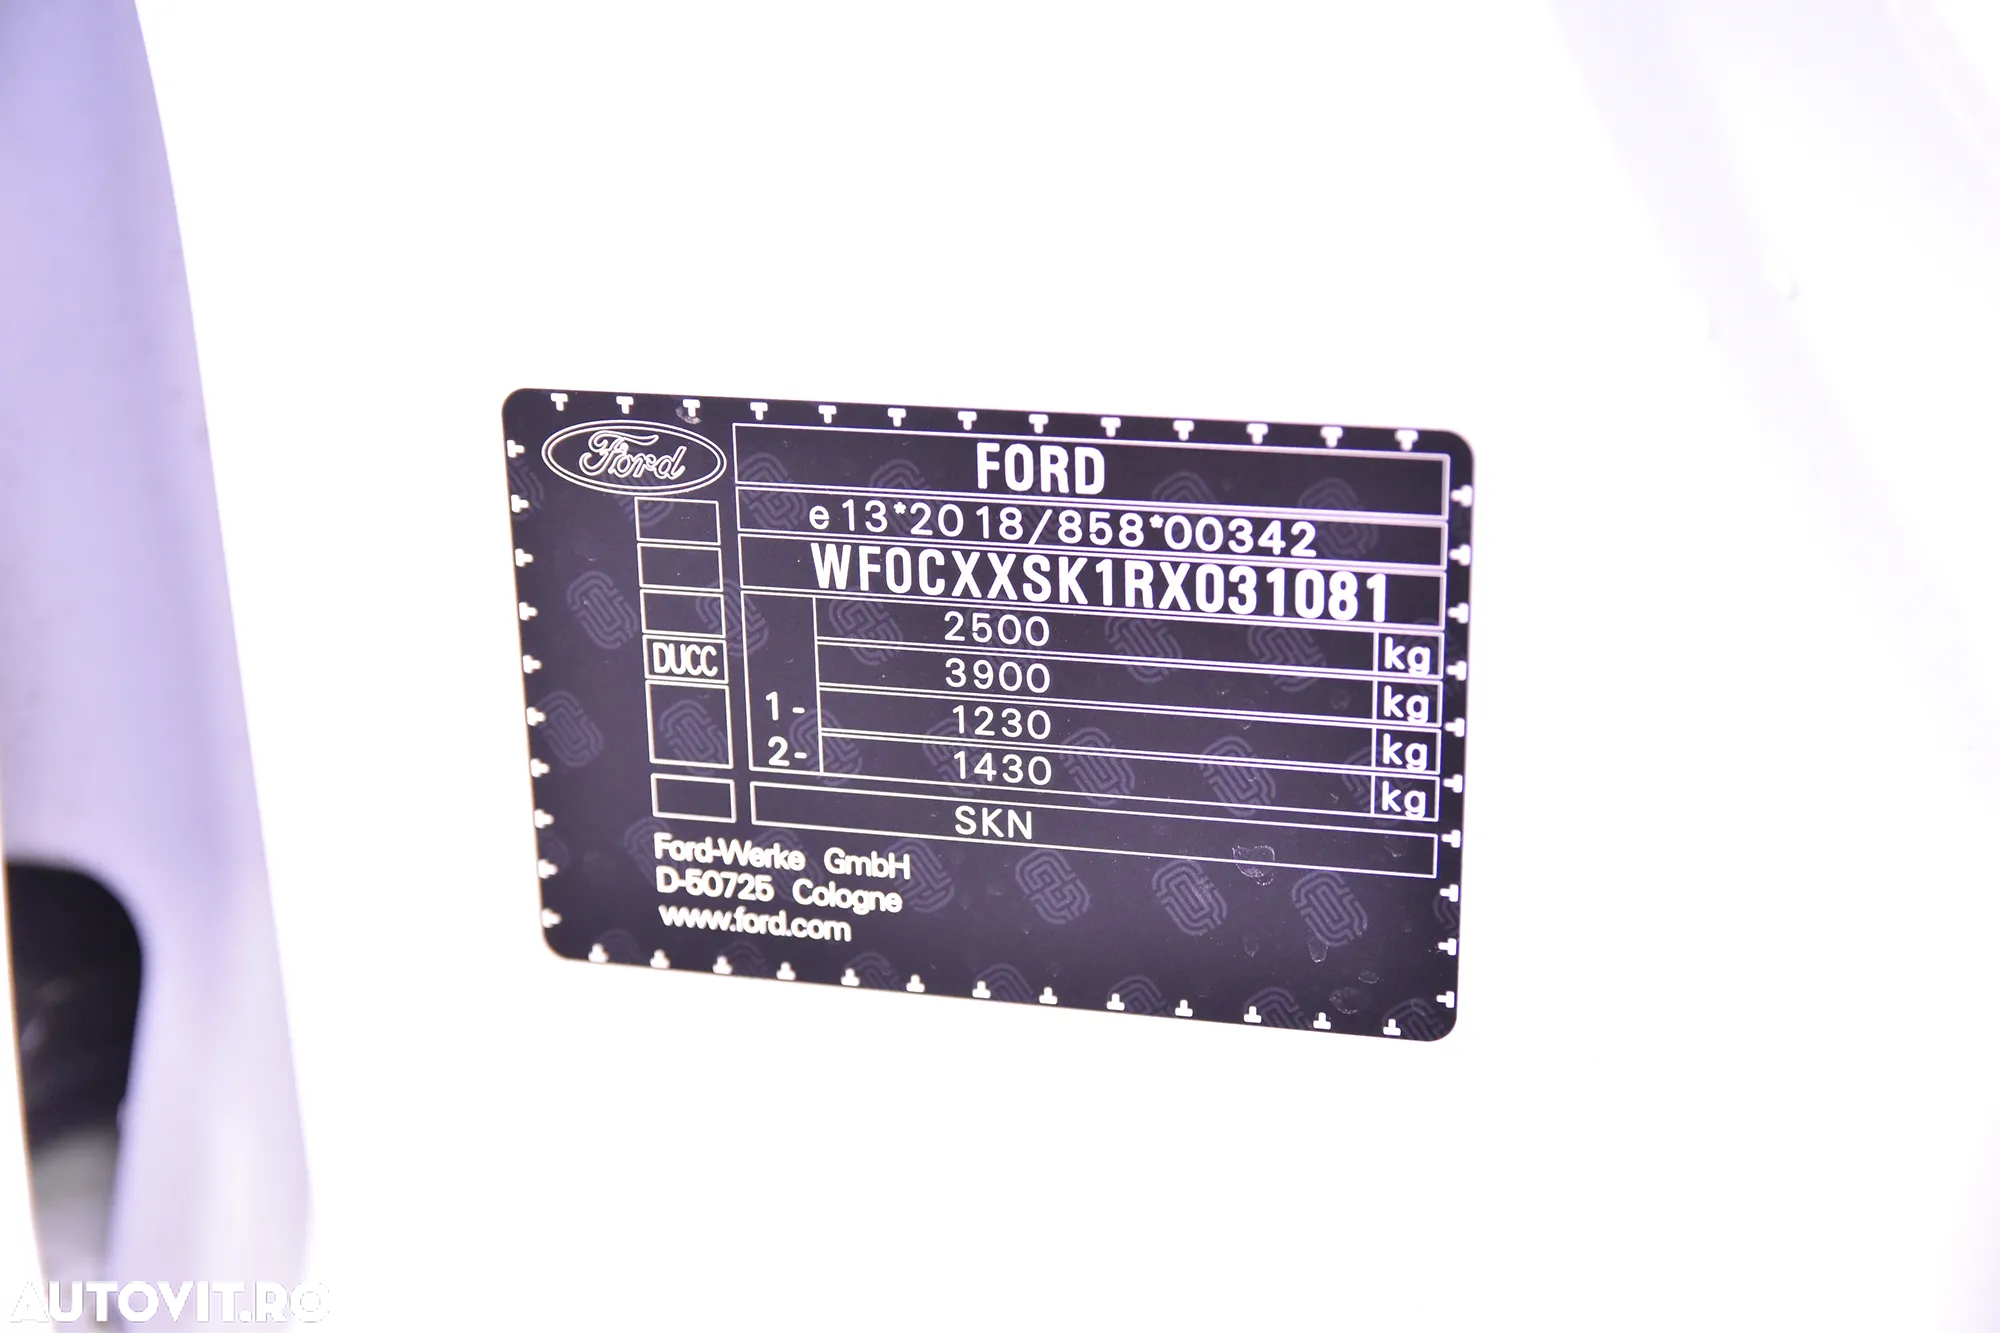 Ford
FORD
e13*2018/858*00342
WF0CXXSK1RX031081
2500 kg
3900 kg
DUCC
1- 1230 kg
2- 1430 kg
SKN
Ford-Werke GmbH
D-50725 Cologne
www.ford.com
AUTOVIT.RO